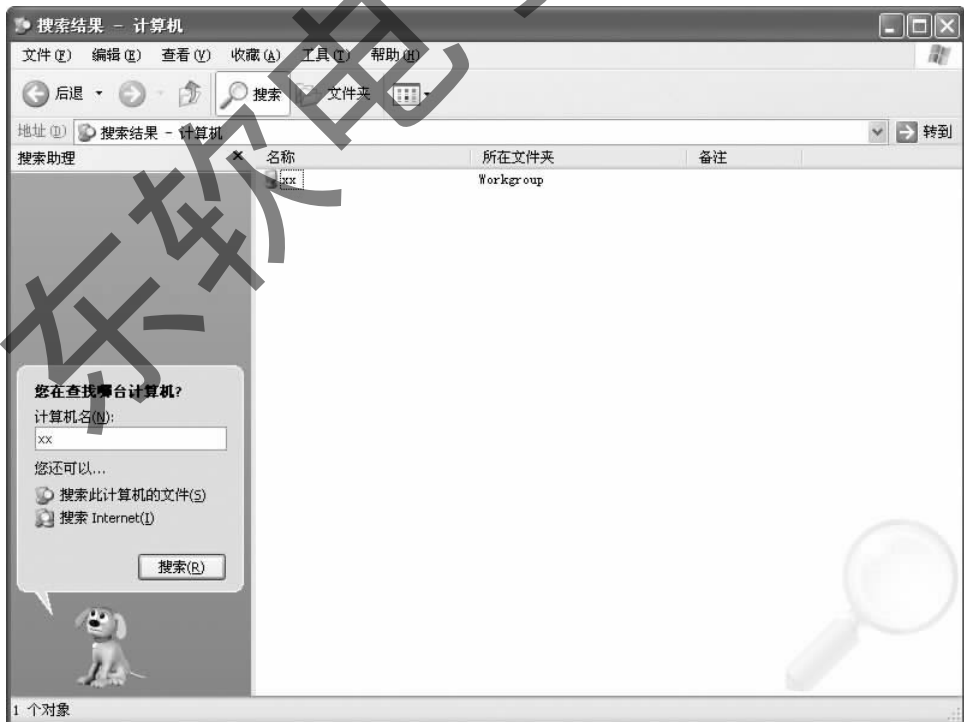 搜索结果 - 计算机
文件(F) 编辑(E) 查看(V) 收藏(A) 工具(T) 帮助(H)
后退 搜索 文件夹
地址(D) 搜索结果 - 计算机 转到
搜索助理 × 名称 所在文件夹 备注
xx Workgroup
您在查找哪台计算机?
计算机名(N):
xx
您还可以...
搜索此计算机的文件(S)
搜索 Internet(I)
搜索(R)
1 个对象
东软电